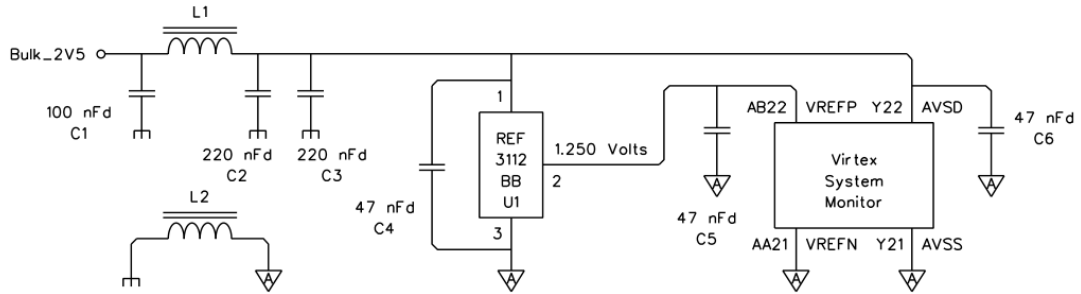 L1
Bulk_2V5
100 nFd
C1
220 nFd
C2
220 nFd
C3
L2
A
47 nFd
C4
1
REF
3112
BB
U1
1.250 Volts
2
3
A
47 nFd
C5
A
AB22 VREFP Y22 AVSD
Virtex
System
Monitor
AA21 VREFN Y21 AVSS
A
A
47 nFd
C6
A